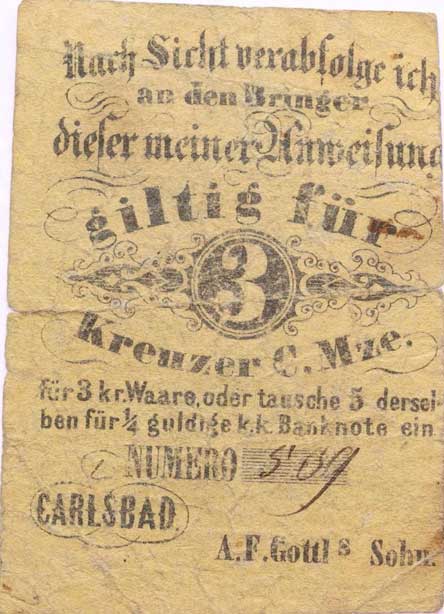 Nach Sicht verabfolge ich
an den Bringer
dieser meiner Anweisung
giltig für
3
Kreuzer C. Mze.
für 3 kr. Waare, oder tausche 5 dersel-
ben für ¼ guldige k.k. Banknote ein
NUMERO 509
CARLSBAD.
A. F. Gottl s Sohn.